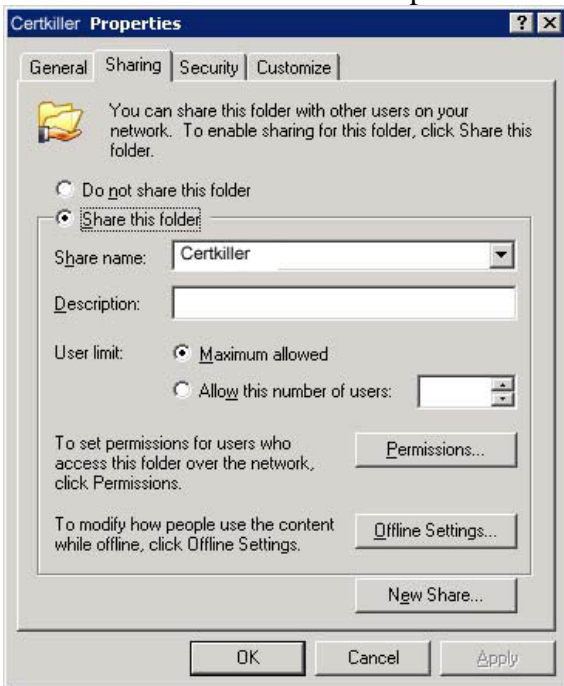 Certkiller Properties
General Sharing Security Customize
You can share this folder with other users on your
network. To enable sharing for this folder, click Share this
folder.
Do not share this folder
Share this folder
Share name: Certkiller
Description:
User limit: Maximum allowed
Allow this number of users:
To set permissions for users who
access this folder over the network,
click Permissions.
Permissions...
To modify how people use the content
while offline, click Offline Settings.
Offline Settings...
New Share...
OK Cancel Apply